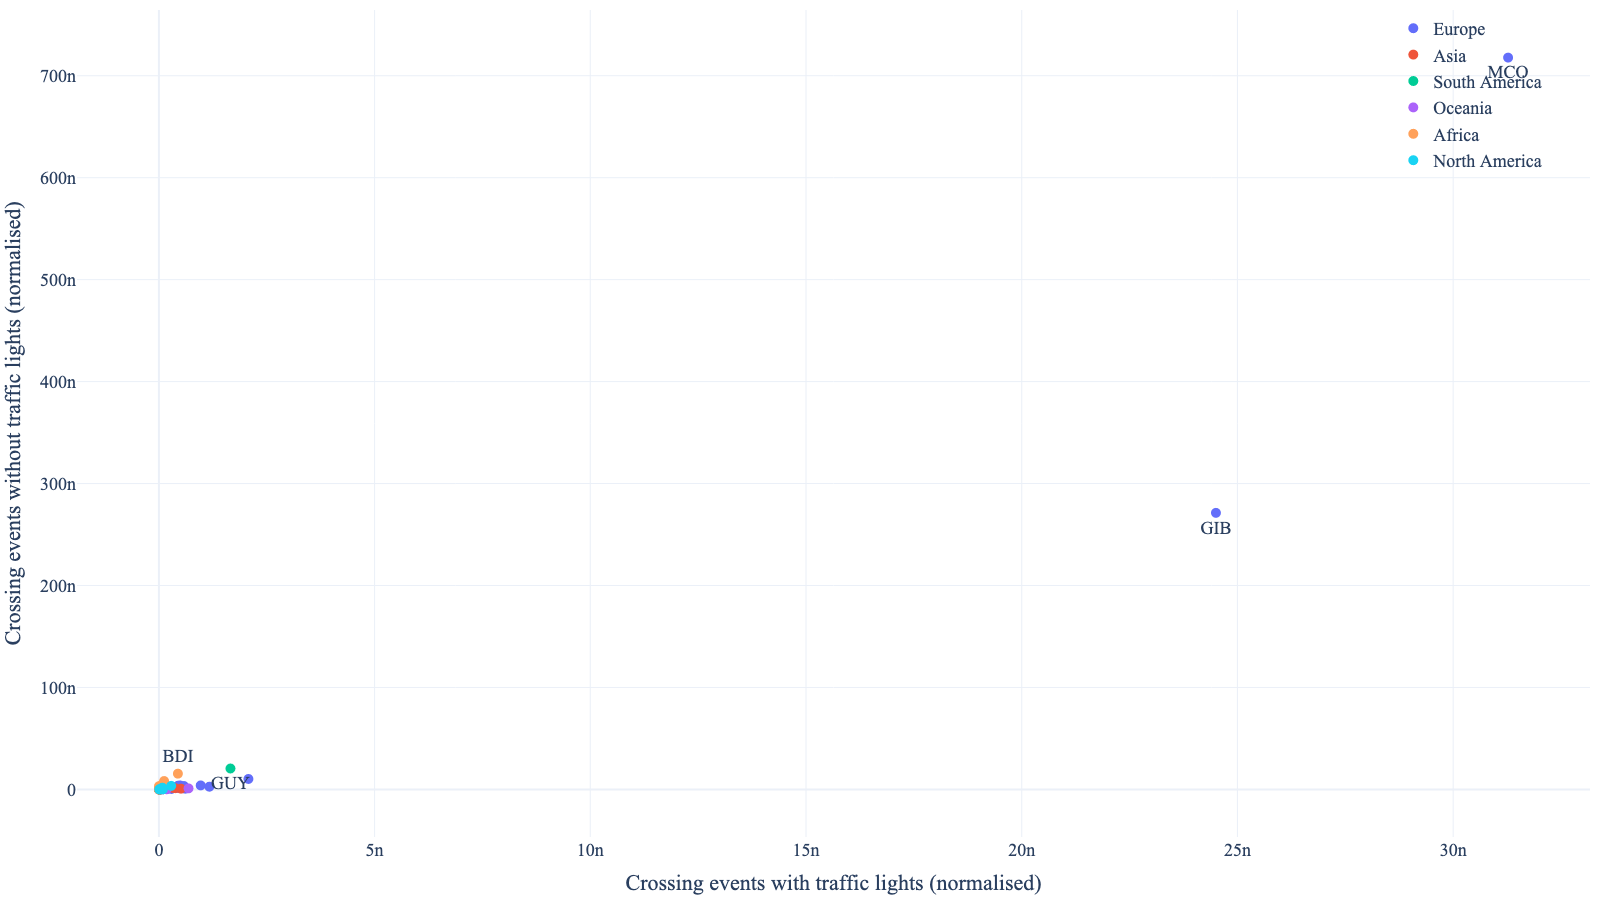 Europe
Asia
South America
Oceania
Africa
North America
MCO
GIB
BDI
GUY
700n
600n
500n
400n
300n
200n
100n
0
0
5n
10n
15n
20n
25n
30n
Crossing events with traffic lights (normalised)
Crossing events without traffic lights (normalised)